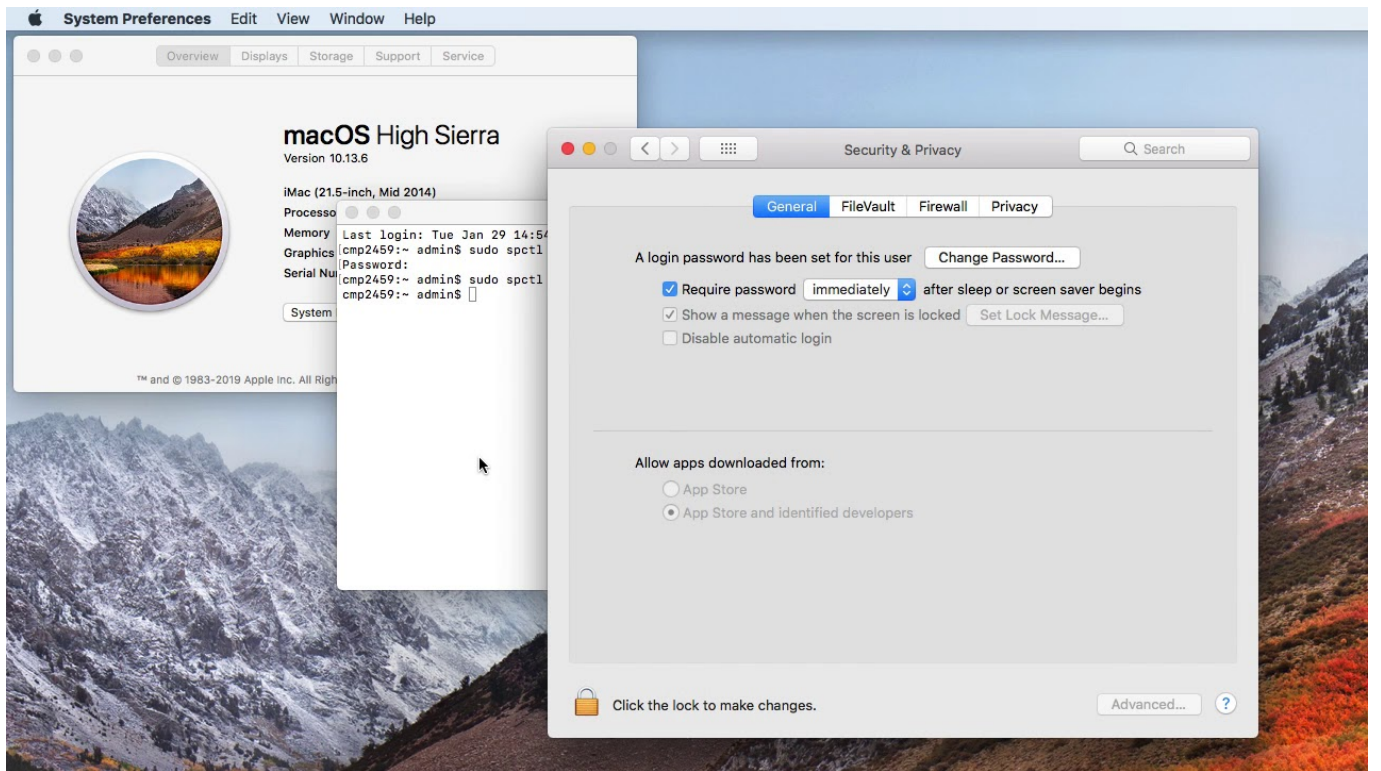 System Preferences Edit View Window Help
Overview Displays Storage Support Service
macOS High Sierra
Version 10.13.6
iMac (21.5-inch, Mid 2014)
Processo
Memory
Graphics
Serial Nu
System
™ and © 1983-2019 Apple Inc. All Righ
Last login: Tue Jan 29 14:54
[cmp2459:~ admin$ sudo spctl
[Password:
[cmp2459:~ admin$ sudo spctl
cmp2459:~ admin$
Security & Privacy
Search
General FileVault Firewall Privacy
A login password has been set for this user Change Password...
Require password immediately after sleep or screen saver begins
Show a message when the screen is locked Set Lock Message...
Disable automatic login
Allow apps downloaded from:
App Store
App Store and identified developers
Click the lock to make changes.
Advanced... ?